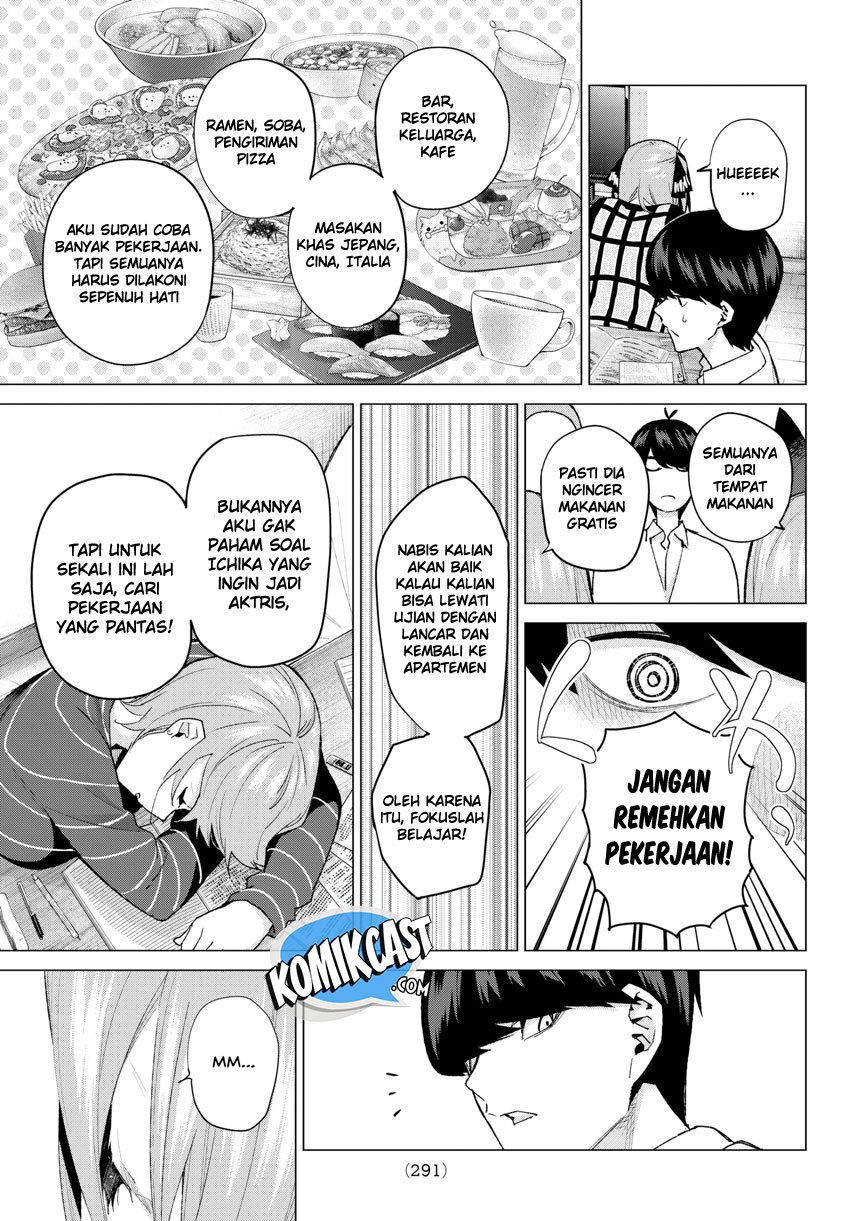 HUEEEEK
...
BAR,
RESTORAN
KELUARGA,
KAFE
RAMEN, SOBA,
PENGIRIMAN
PIZZA
MASAKAN
KHAS JEPANG,
CINA, ITALIA
AKU SUDAH COBA
BANYAK PEKERJAAN.
TAPI SEMUANYA
HARUS DILAKONI
SEPENUH HATI
SEMUANYA
DARI
TEMPAT
MAKANAN
PASTI DIA
NGINCER
MAKANAN
GRATIS
JANGAN
REMEHKAN
PEKERJAAN!
NABIS KALIAN
AKAN BAIK
KALAU KALIAN
BISA LEWATI
UJIAN DENGAN
LANCAR DAN
KEMBALI KE
APARTEMEN
OLEH KARENA
ITU, FOKUSLAH
BELAJAR!
BUKANNYA
AKU GAK
PAHAM SOAL
ICHIKA YANG
INGIN JADI
AKTRIS,
TAPI UNTUK
SEKALI INI LAH
SAJA, CARI
PEKERJAAN
YANG PANTAS!
KOMIKCAST
.COM
MM...
(291)